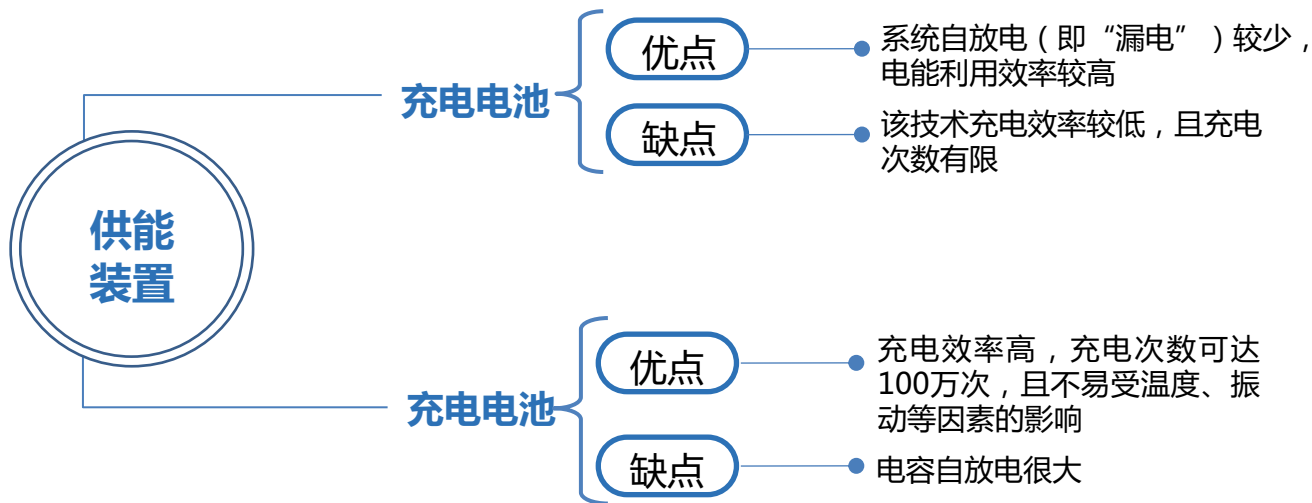 供能
装置
充电电池
优点
系统自放电（即“漏电”）较少，
电能利用效率较高
缺点
该技术充电效率较低，且充电
次数有限
充电电池
优点
充电效率高，充电次数可达
100万次，且不易受温度、振
动等因素的影响
缺点
电容自放电很大